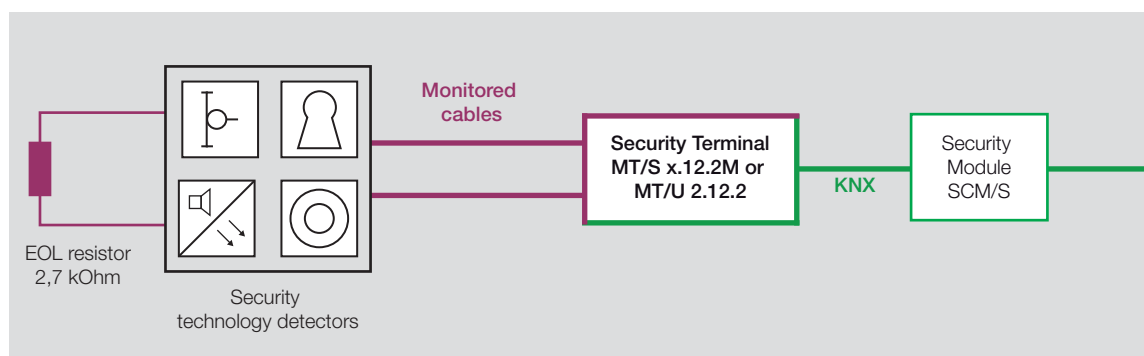 Monitored
cables
Security Terminal
MT/S x.12.2M or
MT/U 2.12.2
KNX
Security
Module
SCM/S
EOL resistor
2,7 kOhm
Security
technology detectors